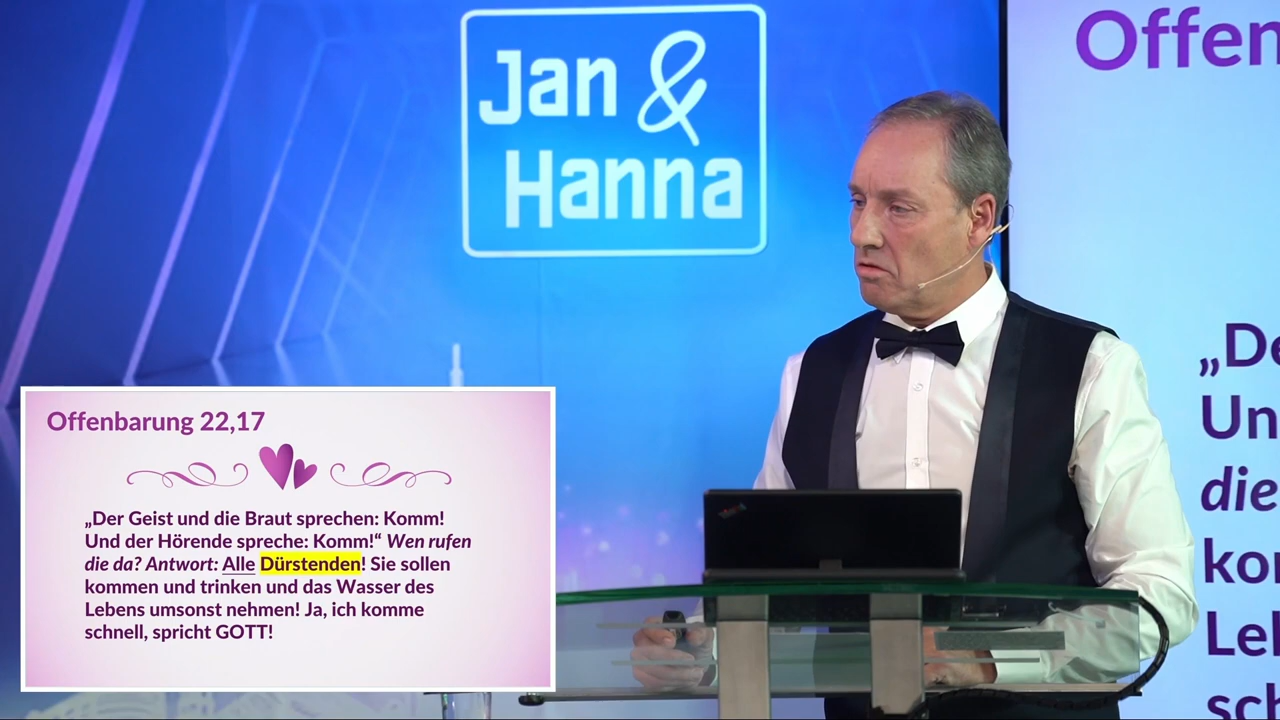 Jan &
Hanna
Offen
„De
Un
die
kor
Lel
sch
Offenbarung 22,17
„Der Geist und die Braut sprechen: Komm!
Und der Hörende spreche: Komm!“ Wen rufen
die da? Antwort: Alle Dürstenden! Sie sollen
kommen und trinken und das Wasser des
Lebens umsonst nehmen! Ja, ich komme
schnell, spricht GOTT!